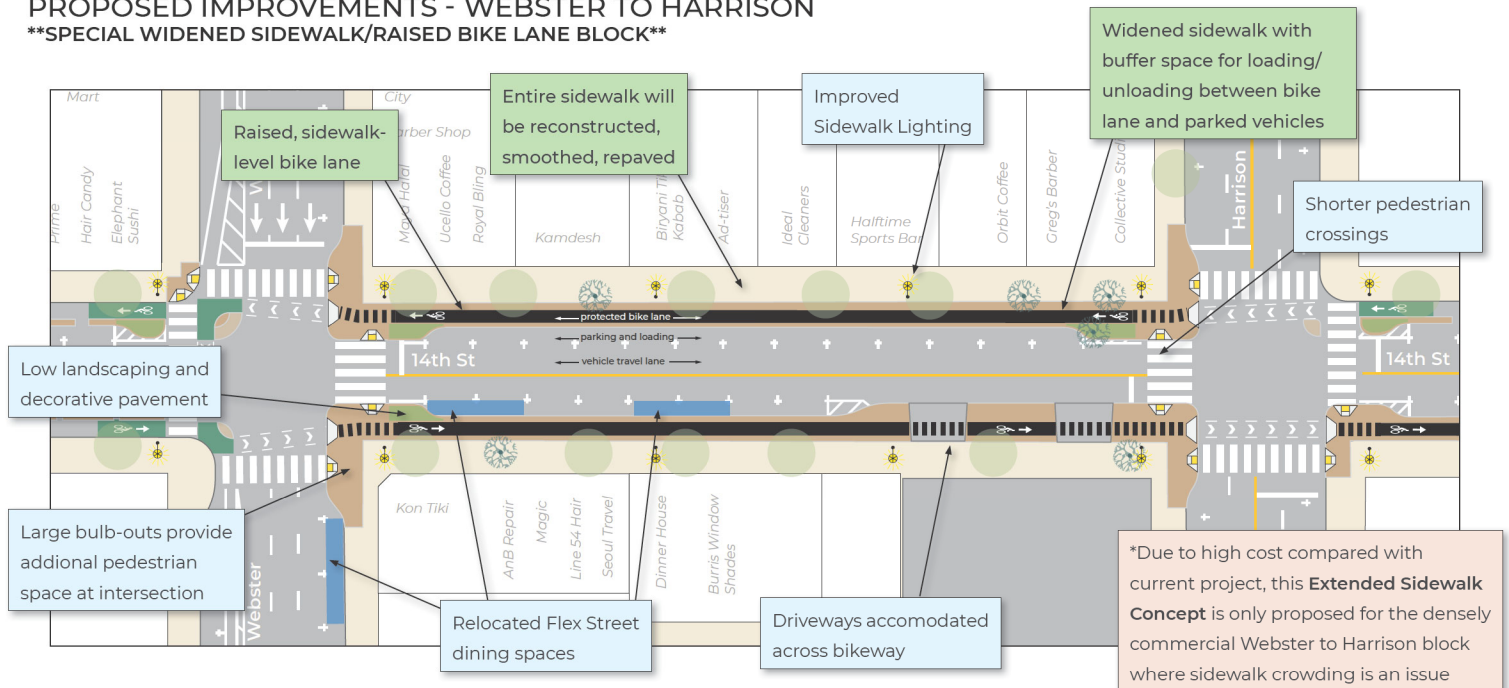 PROPOSED IMPROVEMENTS - WEBSTER TO HARRISON
**SPECIAL WIDENED SIDEWALK/RAISED BIKE LANE BLOCK**
Widened sidewalk with
buffer space for loading/
unloading between bike
lane and parked vehicles
Entire sidewalk will
be reconstructed,
smoothed, repaved
Improved
Sidewalk Lighting
Raised, sidewalk-
level bike lane
Shorter pedestrian
crossings
Mart
Prime
Hair Candy
Elephant
Sushi
City
Barber Shop
Ucello Coffee
Royal Bling
Kamdesh
Kabab
Ad-tiser
Ideal
Cleaners
Halftime
Sports Bar
Orbit Coffee
Greg's Barber
Harrison
protected bike lane
parking and loading
vehicle travel lane
14th St
14th St
Low landscaping and
decorative pavement
Large bulb-outs provide
addional pedestrian
space at intersection
Webster
Kon Tiki
AnB Repair
Magic
Line 54 Hair
Seoul Travel
Dinner House
Burris Window
Shades
Relocated Flex Street
dining spaces
Driveways accomodated
across bikeway
*Due to high cost compared with
current project, this Extended Sidewalk
Concept is only proposed for the densely
commercial Webster to Harrison block
where sidewalk crowding is an issue